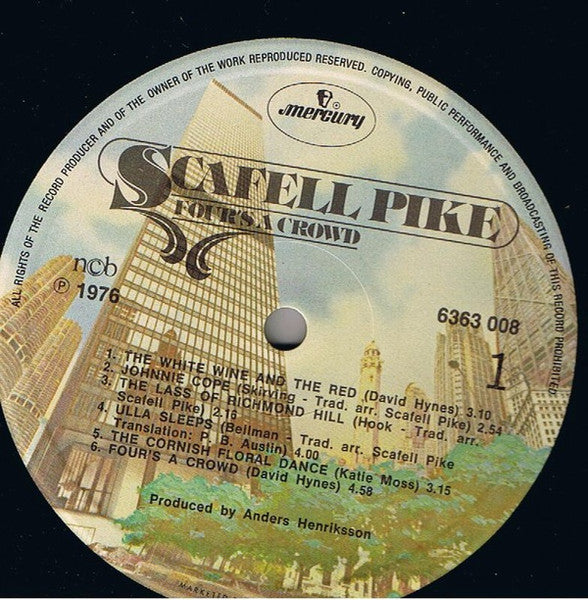 ALL RIGHTS OF THE RECORD PRODUCER AND OF THE OWNER OF THE WORK REPRODUCED RESERVED. COPYING, PUBLIC PERFORMANCE AND BROADCASTING OF THIS RECORD PROHIBITED
mercury
SCAFELL PIKE
FOUR'S A CROWD
ncb
℗ 1976
6363 008
1
1- THE WHITE WINE AND THE RED (David Hynes) 3.10
2. JOHNNIE COPE (Skirving - Trad. arr. Scafell Pike) 2.54
3. THE LASS OF RICHMOND HILL (Hook - Trad. arr.
Scafell Pike) 2.16
4. ULLA SLEEPS (Bellman - Trad. arr. Scafell Pike
Translation: P. B. Austin) 4.00
5. THE CORNISH FLORAL DANCE (Katie Moss) 3.15
6. FOUR'S A CROWD (David Hynes) 4.58
Produced by Anders Henriksson
MARKETED